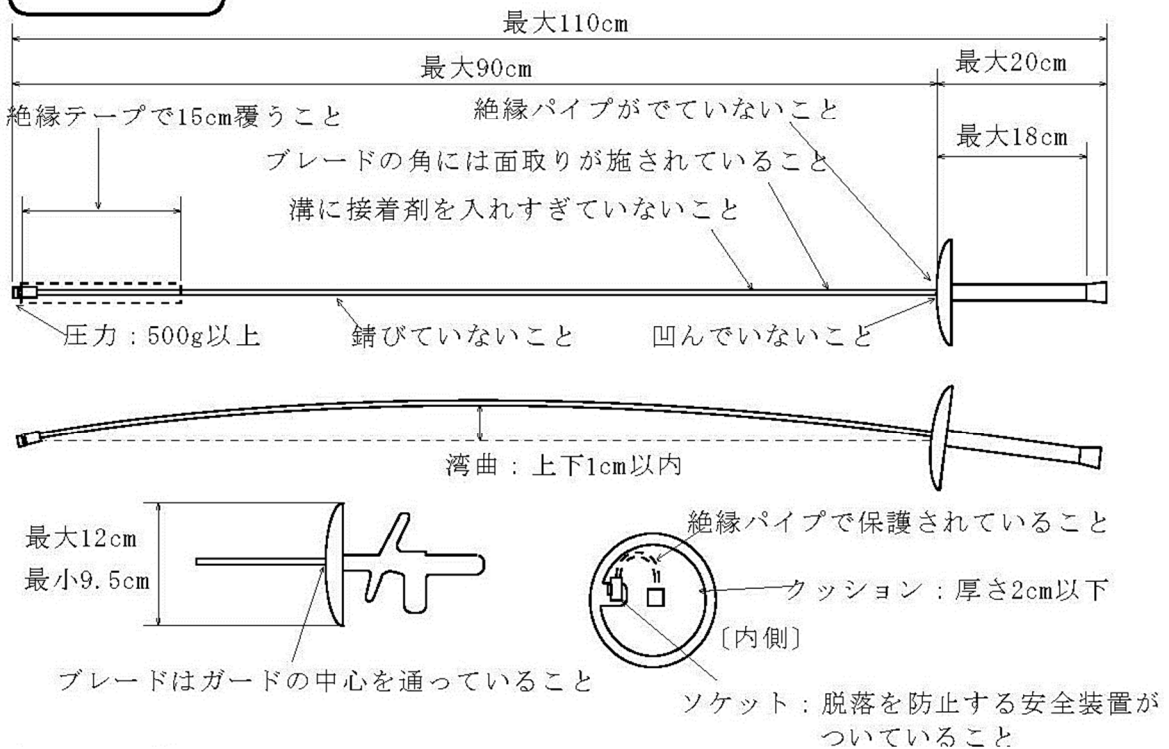 最大110cm
最大90cm
最大20cm
絶縁テープで15cm覆うこと
絶縁パイプがでていないこと
最大18cm
ブレードの角には面取りが施されていること
溝に接着剤を入れすぎていないこと
圧力：500g以上
錆びていないこと
凹んでいないこと
湾曲：上下1cm以内
最大12cm
最小9.5cm
絶縁パイプで保護されていること
クッション：厚さ2cm以下
〔内側〕
ブレードはガードの中心を通っていること
ソケット：脱落を防止する安全装置が
ついていること